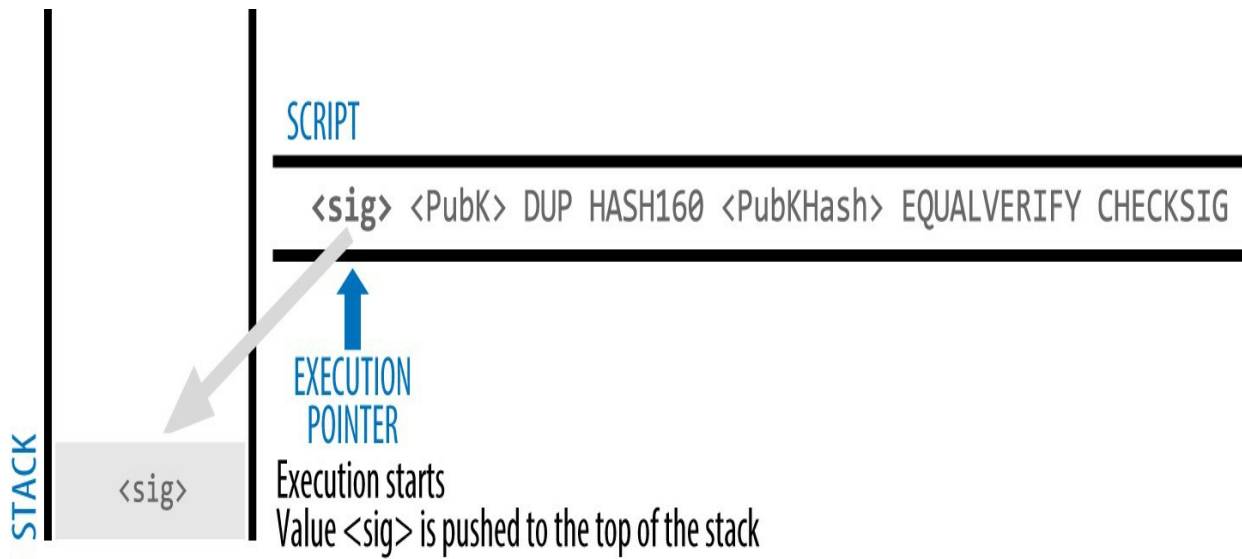 SCRIPT
<sig> <PubK> DUP HASH160 <PubKHash> EQUALVERIFY CHECKSIG
EXECUTION
POINTER
STACK
<sig>
Execution starts
Value <sig> is pushed to the top of the stack